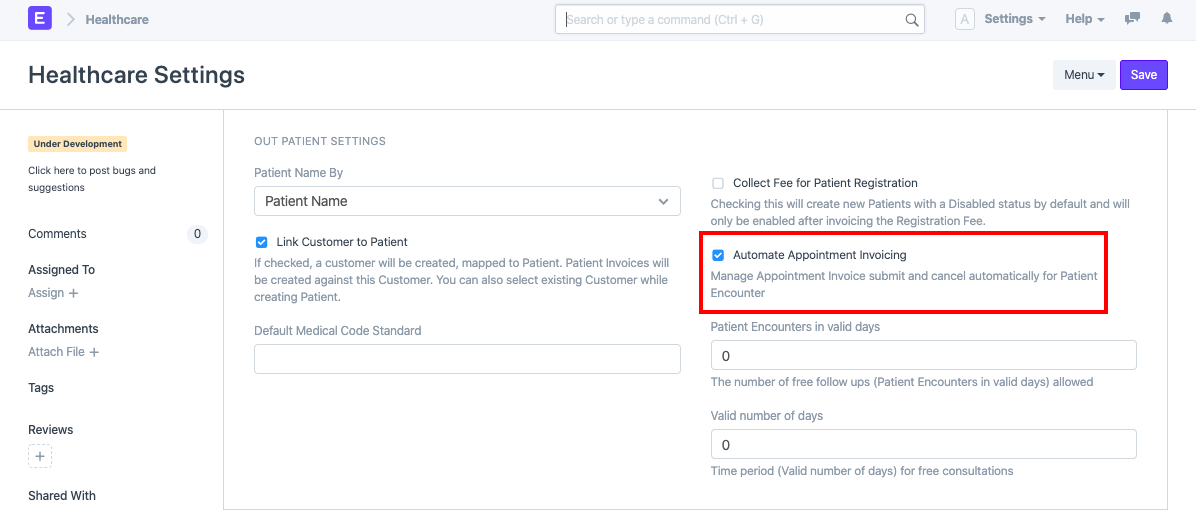 E
Healthcare
Search or type a command (Ctrl + G)
A
Settings
Help
Healthcare Settings
Menu
Save
Under Development
Click here to post bugs and
suggestions
Comments
0
Assigned To
Assign +
Attachments
Attach File +
Tags
Reviews
+
Shared With
OUT PATIENT SETTINGS
Patient Name By
Patient Name
Link Customer to Patient
If checked, a customer will be created, mapped to Patient. Patient Invoices will
be created against this Customer. You can also select existing Customer while
creating Patient.
Default Medical Code Standard
Collect Fee for Patient Registration
Checking this will create new Patients with a Disabled status by default and will
only be enabled after invoicing the Registration Fee.
Automate Appointment Invoicing
Manage Appointment Invoice submit and cancel automatically for Patient
Encounter
Patient Encounters in valid days
0
The number of free follow ups (Patient Encounters in valid days) allowed
Valid number of days
0
Time period (Valid number of days) for free consultations